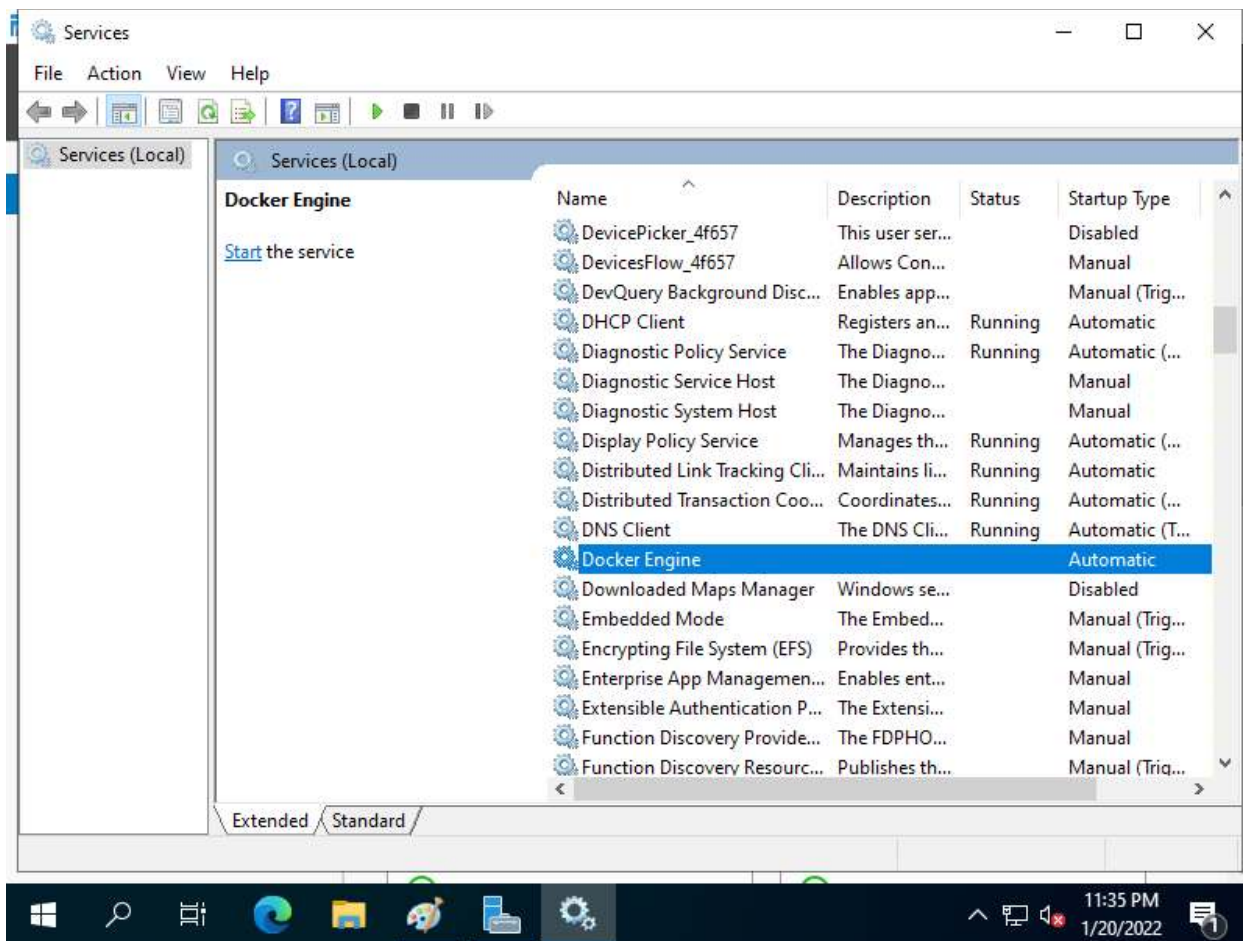 Services
File Action View Help
Services (Local)
Services (Local)
Docker Engine
Start the service
Name Description Status Startup Type
DevicePicker_4f657 This user ser... Disabled
DevicesFlow_4f657 Allows Con... Manual
DevQuery Background Disc... Enables app... Manual (Trig...
DHCP Client Registers an... Running Automatic
Diagnostic Policy Service The Diagno... Running Automatic (...
Diagnostic Service Host The Diagno... Manual
Diagnostic System Host The Diagno... Manual
Display Policy Service Manages th... Running Automatic (...
Distributed Link Tracking Cli... Maintains li... Running Automatic
Distributed Transaction Coo... Coordinates... Running Automatic (...
DNS Client The DNS Cli... Running Automatic (T...
Docker Engine Automatic
Downloaded Maps Manager Windows se... Disabled
Embedded Mode The Embed... Manual (Trig...
Encrypting File System (EFS) Provides th... Manual (Trig...
Enterprise App Managemen... Enables ent... Manual
Extensible Authentication P... The Extensi... Manual
Function Discovery Provide... The FDPHO... Manual
Function Discovery Resourc... Publishes th... Manual (Trig...
Extended Standard
11:35 PM
1/20/2022
1